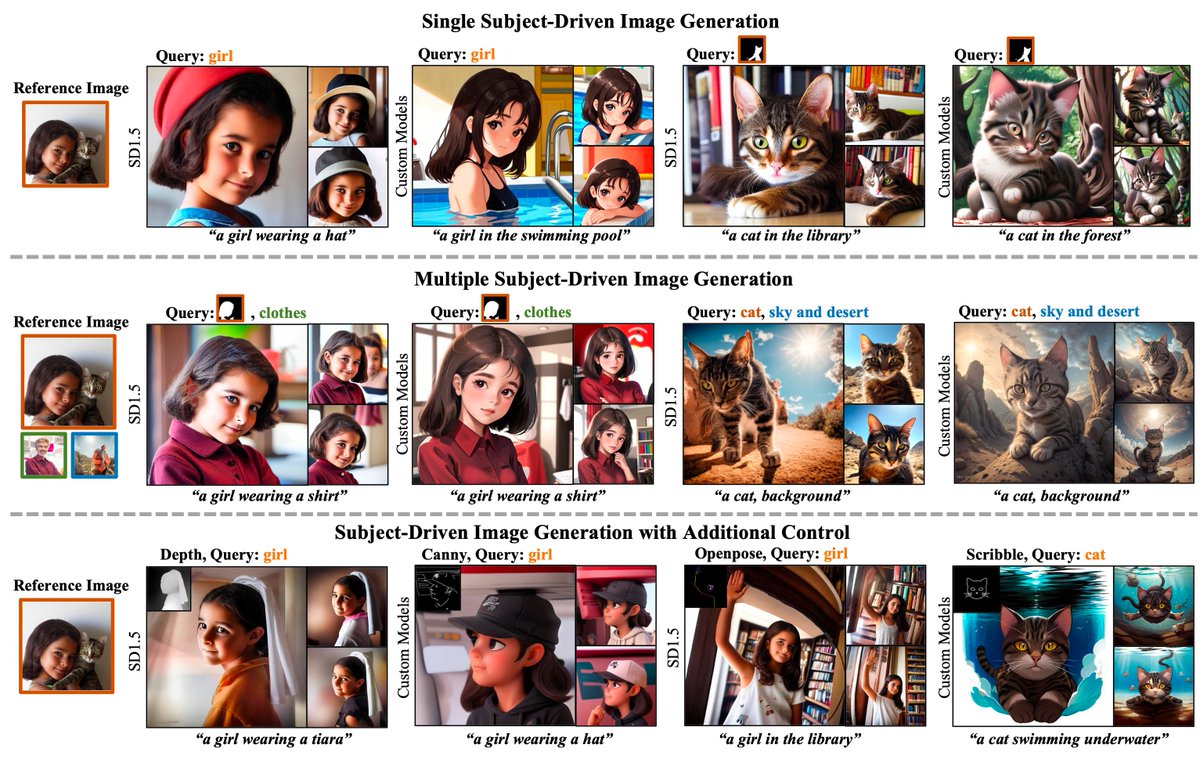 Single Subject-Driven Image Generation
Query: girl
Query: girl
Query:
Query:
Reference Image
SD1.5
Custom Models
SD1.5
Custom Models
“a girl wearing a hat”
“a girl in the swimming pool”
“a cat in the library”
“a cat in the forest”
Multiple Subject-Driven Image Generation
Query: , clothes
Query: , clothes
Query: cat, sky and desert
Query: cat, sky and desert
Reference Image
SD1.5
Custom Models
SD1.5
Custom Models
“a girl wearing a shirt”
“a girl wearing a shirt”
“a cat, background”
“a cat, background”
Subject-Driven Image Generation with Additional Control
Depth, Query: girl
Canny, Query: girl
Openpose, Query: girl
Scribble, Query: cat
Reference Image
SD1.5
Custom Models
SD1.5
Custom Models
“a girl wearing a tiara”
“a girl wearing a hat”
“a girl in the library”
“a cat swimming underwater”